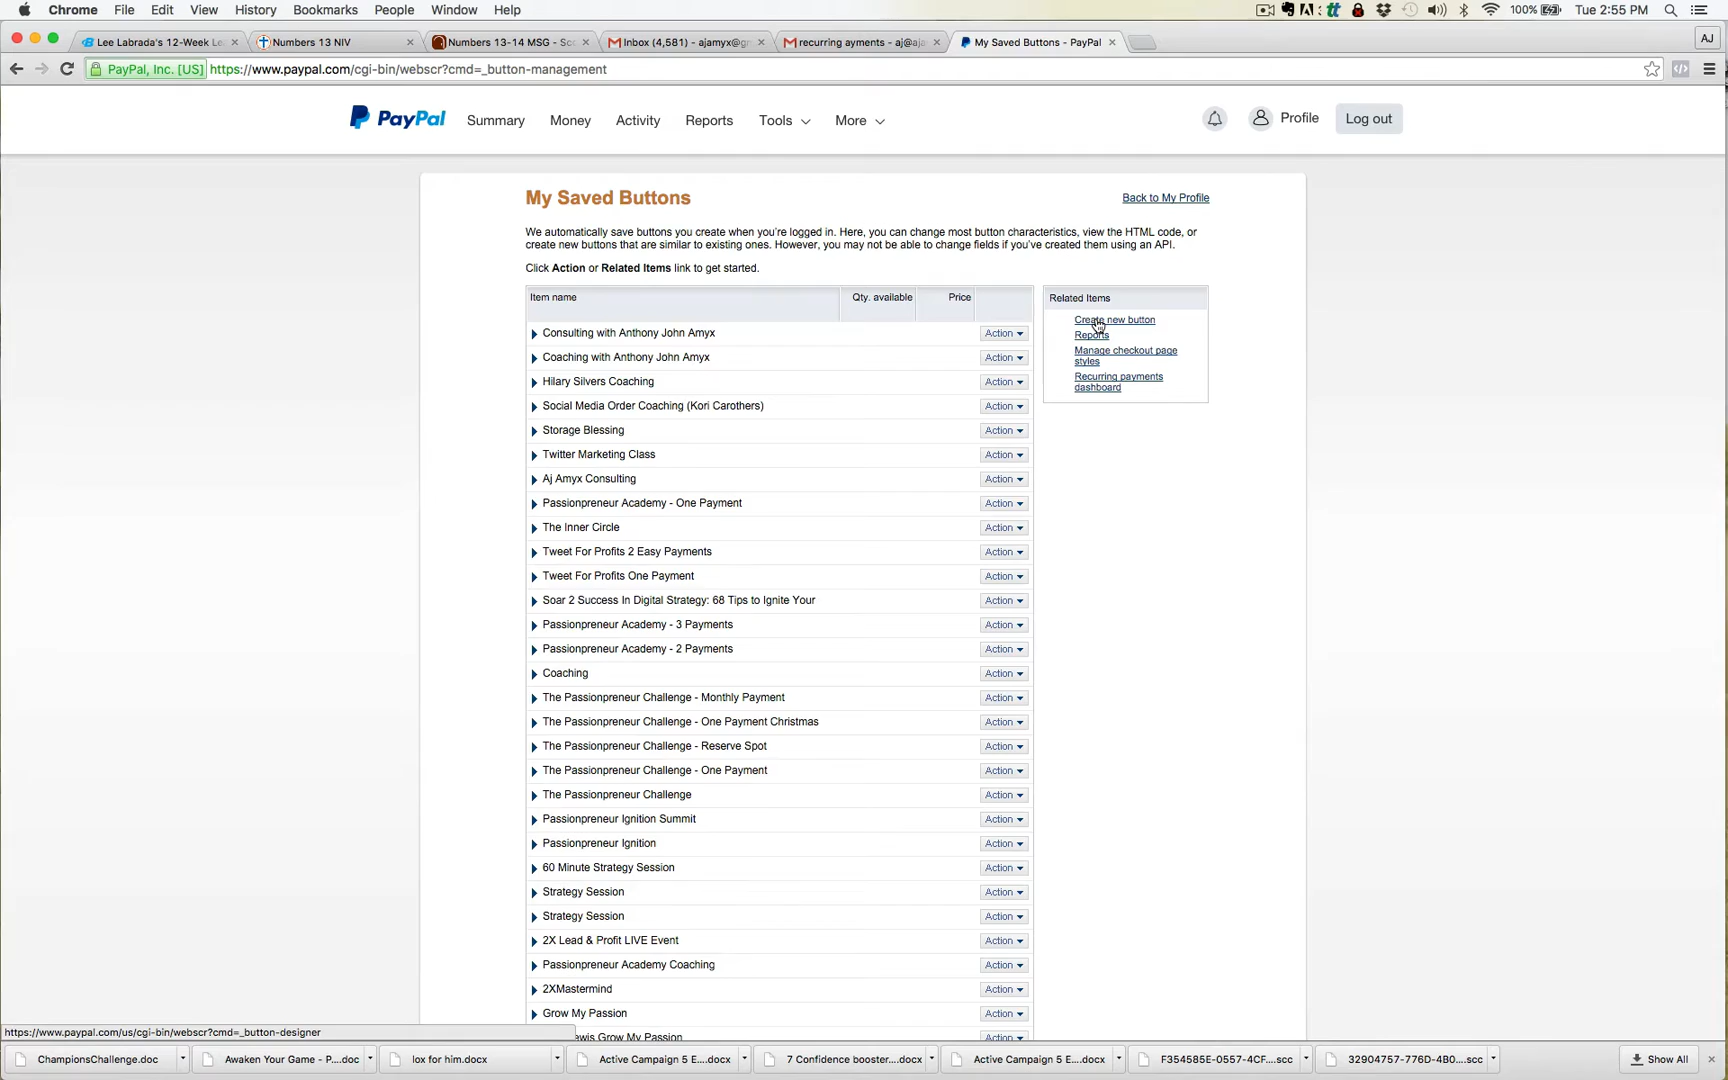 Chrome File Edit View History Bookmarks People Window Help 100% Tue 2:55 PM
Lee Labrada's 12-Week Le Numbers 13 NIV Numbers 13-14 MSG - Sc Inbox (4,581) - ajamyx@g recurring ayments - aj@aja My Saved Buttons - PayPal AJ
PayPal, Inc. [US] https://www.paypal.com/cgi-bin/webscr?cmd=_button-management
PayPal Summary Money Activity Reports Tools More Profile Log out
My Saved Buttons Back to My Profile
We automatically save buttons you create when you're logged in. Here, you can change most button characteristics, view the HTML code, or
create new buttons that are similar to existing ones. However, you may not be able to change fields if you've created them using an API.
Click Action or Related Items link to get started.
Item name Qty. available Price
Related Items
Create new button
Reports
Manage checkout page
styles
Recurring payments
dashboard
Consulting with Anthony John Amyx Action
Coaching with Anthony John Amyx Action
Hilary Silvers Coaching Action
Social Media Order Coaching (Kori Carothers) Action
Storage Blessing Action
Twitter Marketing Class Action
Aj Amyx Consulting Action
Passionpreneur Academy - One Payment Action
The Inner Circle Action
Tweet For Profits 2 Easy Payments Action
Tweet For Profits One Payment Action
Soar 2 Success In Digital Strategy: 68 Tips to Ignite Your Action
Passionpreneur Academy - 3 Payments Action
Passionpreneur Academy - 2 Payments Action
Coaching Action
The Passionpreneur Challenge - Monthly Payment Action
The Passionpreneur Challenge - One Payment Christmas Action
The Passionpreneur Challenge - Reserve Spot Action
The Passionpreneur Challenge - One Payment Action
The Passionpreneur Challenge Action
Passionpreneur Ignition Summit Action
Passionpreneur Ignition Action
60 Minute Strategy Session Action
Strategy Session Action
Strategy Session Action
2X Lead & Profit LIVE Event Action
Passionpreneur Academy Coaching Action
2XMastermind Action
Grow My Passion Action
Grow My Passion Action
https://www.paypal.com/us/cgi-bin/webscr?cmd=_button-designer
ChampionsChallenge.doc Awaken Your Game - P....doc lox for him.docx Active Campaign 5 E....docx 7 Confidence booster....docx Active Campaign 5 E....docx F354585E-0557-4CF....scc 32904757-776D-4B0....scc Show All